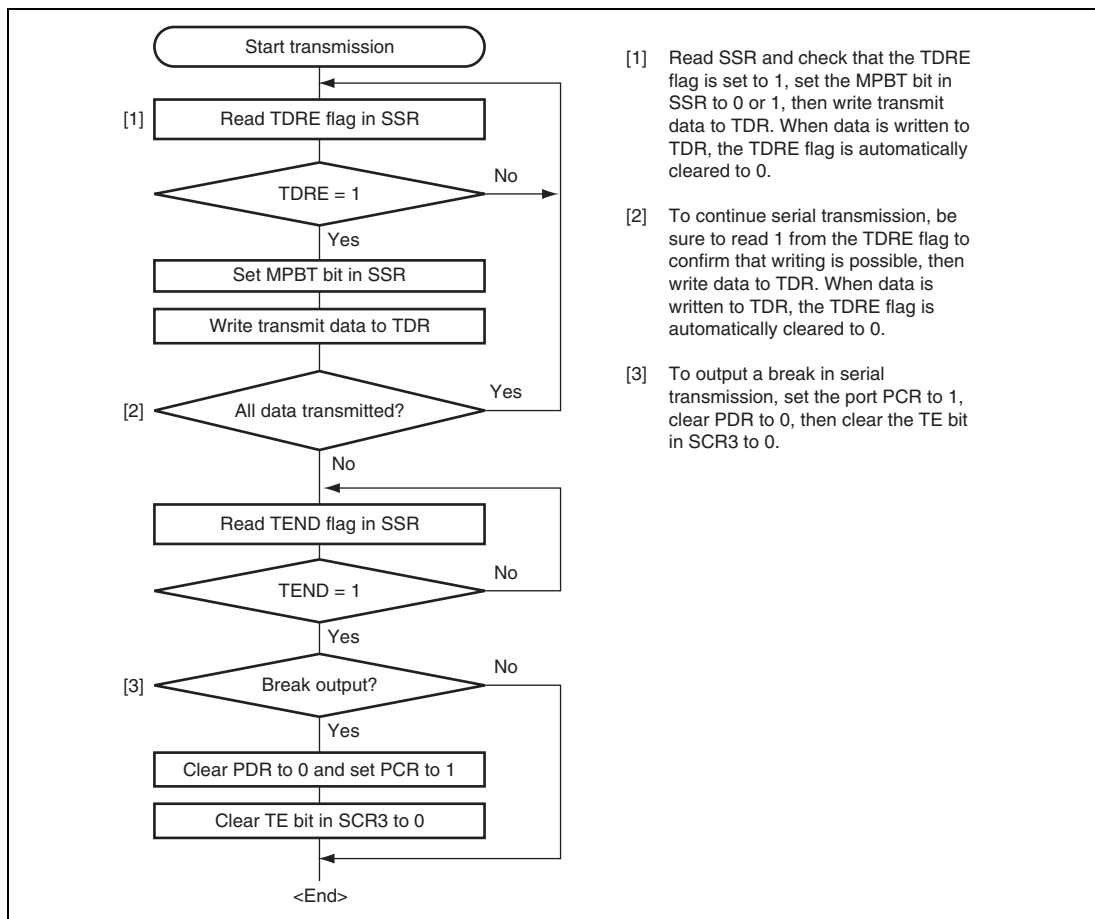 Start transmission
[1]
Read TDRE flag in SSR
No
TDRE = 1
Yes
Set MPBT bit in SSR
Write transmit data to TDR
Yes
[2]
All data transmitted?
No
Read TEND flag in SSR
No
TEND = 1
Yes
No
[3]
Break output?
Yes
Clear PDR to 0 and set PCR to 1
Clear TE bit in SCR3 to 0
<End>
[1] Read SSR and check that the TDRE
flag is set to 1, set the MPBT bit in
SSR to 0 or 1, then write transmit
data to TDR. When data is written to
TDR, the TDRE flag is automatically
cleared to 0.
[2] To continue serial transmission, be
sure to read 1 from the TDRE flag to
confirm that writing is possible, then
write data to TDR. When data is
written to TDR, the TDRE flag is
automatically cleared to 0.
[3] To output a break in serial
transmission, set the port PCR to 1,
clear PDR to 0, then clear the TE bit
in SCR3 to 0.